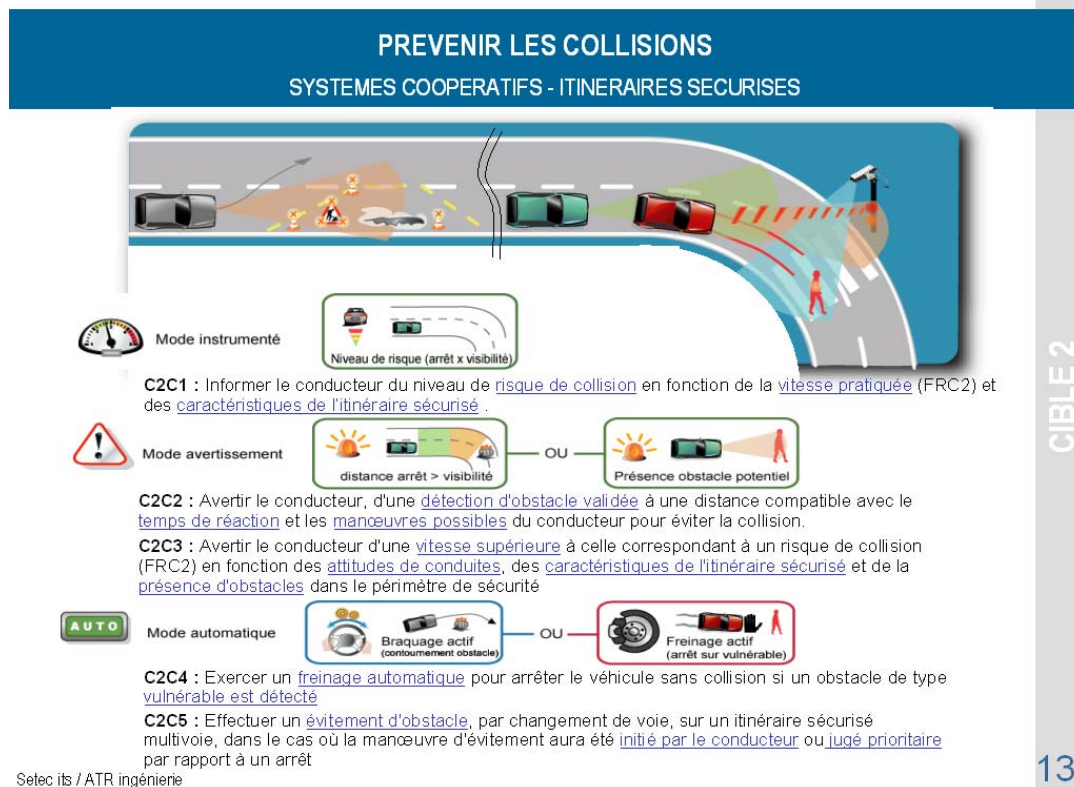 PREVENIR LES COLLISIONS
SYSTEMES COOPERATIFS - ITINERAIRES SECURISES
Mode instrumenté
Niveau de risque (arrêt x visibilité)
C2C1 : Informer le conducteur du niveau de risque de collision en fonction de la vitesse pratiquée (FRC2) et
des caractéristiques de l'itinéraire sécurisé .
Mode avertissement
distance arrêt > visibilité
OU
Présence obstacle potentiel
C2C2 : Avertir le conducteur, d'une détection d'obstacle validée à une distance compatible avec le
temps de réaction et les manœuvres possibles du conducteur pour éviter la collision.
C2C3 : Avertir le conducteur d'une vitesse supérieure à celle correspondant à un risque de collision
(FRC2) en fonction des attitudes de conduites, des caractéristiques de l'itinéraire sécurisé et de la
présence d'obstacles dans le périmètre de sécurité
AUTO
Mode automatique
Braquage actif
(contournement obstacle)
OU
Freinage actif
(arrêt sur vulnérable)
C2C4 : Exercer un freinage automatique pour arrêter le véhicule sans collision si un obstacle de type
vulnérable est détecté
C2C5 : Effectuer un évitement d'obstacle, par changement de voie, sur un itinéraire sécurisé
multivoie, dans le cas où la manœuvre d'évitement aura été initié par le conducteur ou jugé prioritaire
par rapport à un arrêt
Setec its / ATR ingénierie
CIBLE 2
13